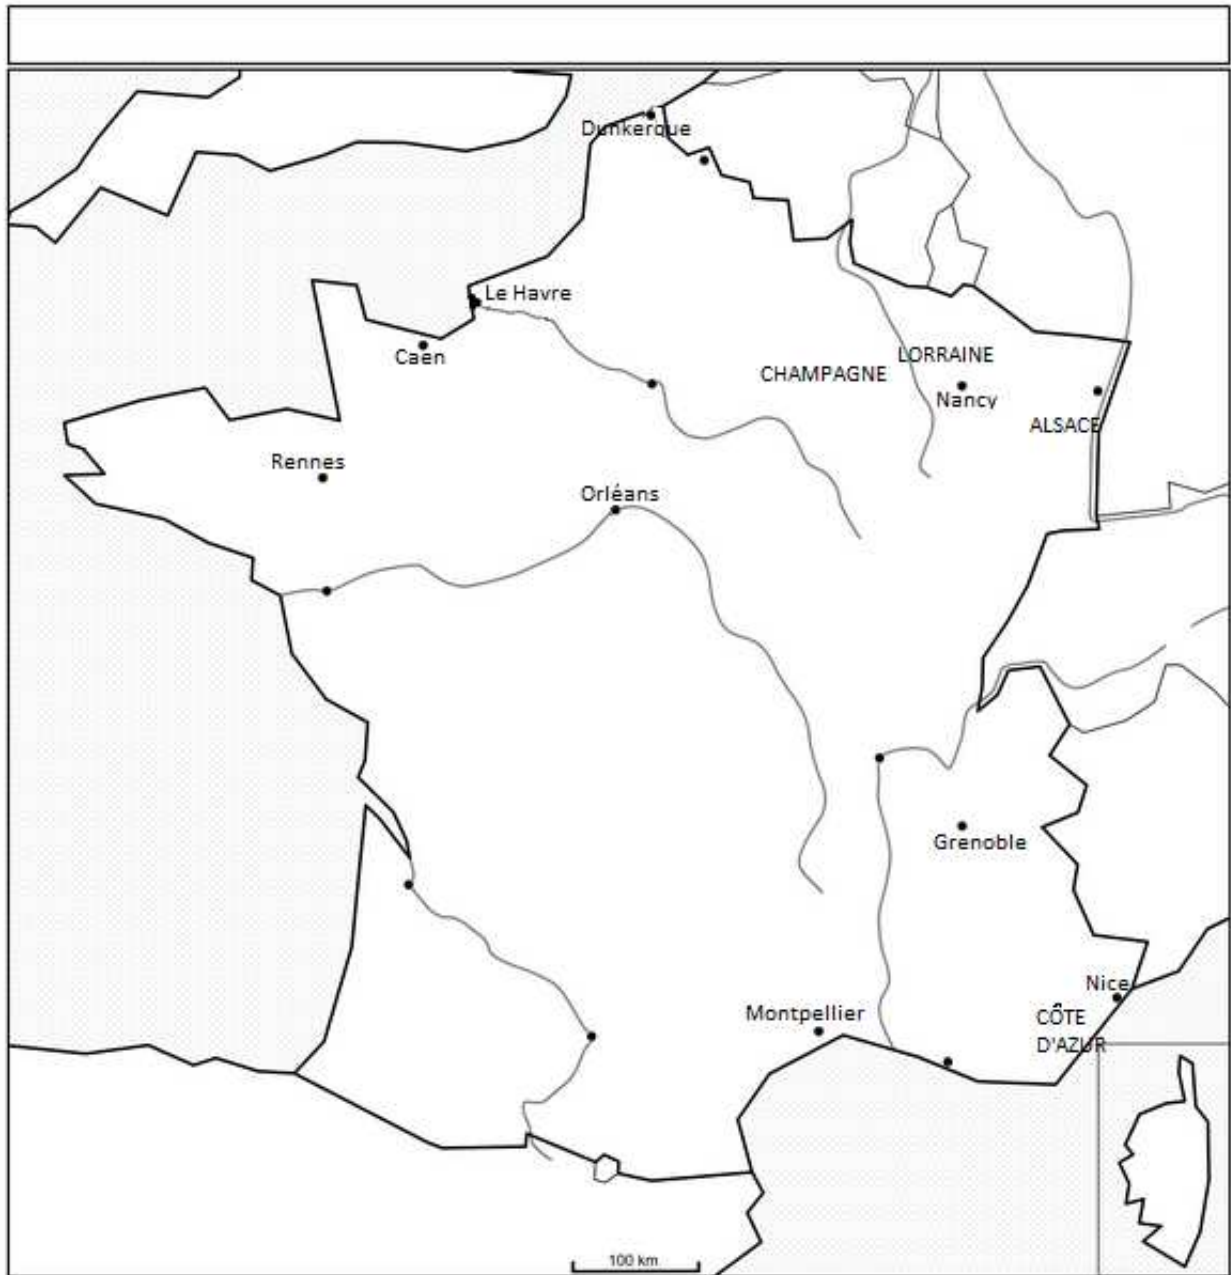 Dunkerque
Le Havre
Caen
LORRAINE
CHAMPAGNE
Nancy
ALSACE
Rennes
Orléans
Grenoble
Nice
Montpellier
CÔTE
D'AZUR
100 km